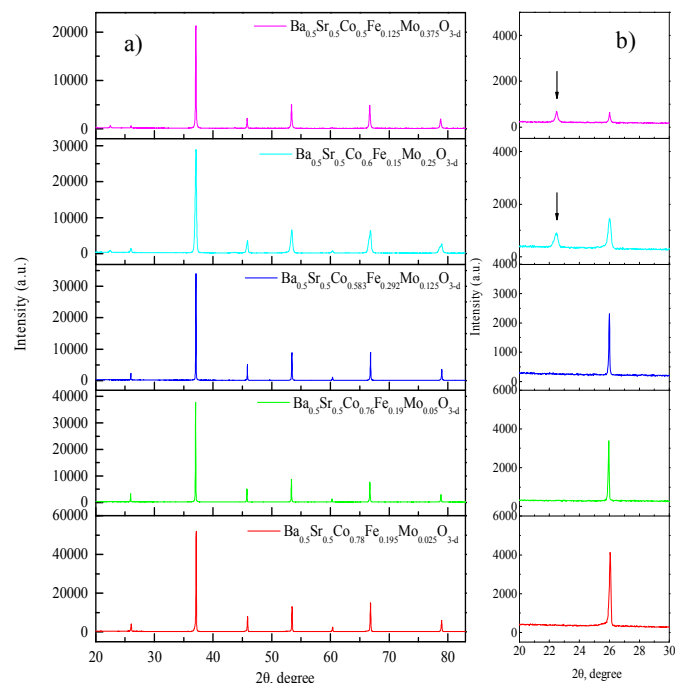 a)
Ba0.5Sr0.5Co0.5Fe0.125Mo0.375O3-d
20000
10000
0
Ba0.5Sr0.5Co0.6Fe0.15Mo0.25O3-d
30000
20000
10000
0
Ba0.5Sr0.5Co0.583Fe0.292Mo0.125O3-d
30000
20000
10000
0
Ba0.5Sr0.5Co0.76Fe0.19Mo0.05O3-d
40000
30000
20000
10000
0
Ba0.5Sr0.5Co0.78Fe0.195Mo0.025O3-d
60000
40000
20000
0
Intensity (a.u.)
20 30 40 50 60 70 80
2θ, degree
b)
4000
2000
0
4000
2000
0
4000
3000
2000
1000
0
4000
2000
0
4000
2000
0
Intensity (a.u.)
20 22 24 26 28 30
2θ, degree